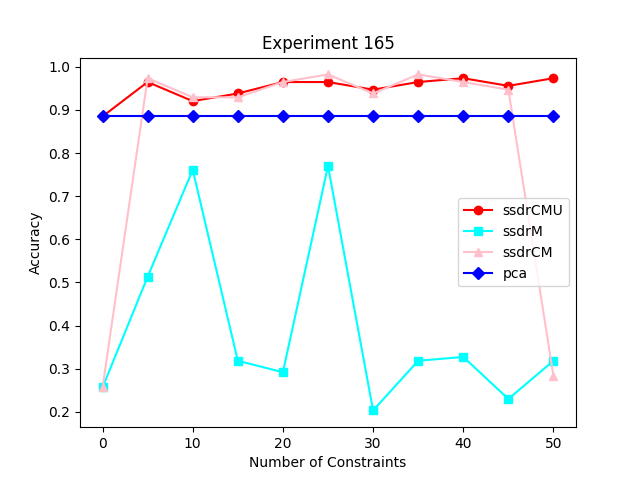 Experiment 165
1.0
0.9
0.8
0.7
0.6
0.5
0.4
0.3
0.2
Accuracy
ssdrCMU
ssdrM
ssdrCM
pca
0 10 20 30 40 50
Number of Constraints